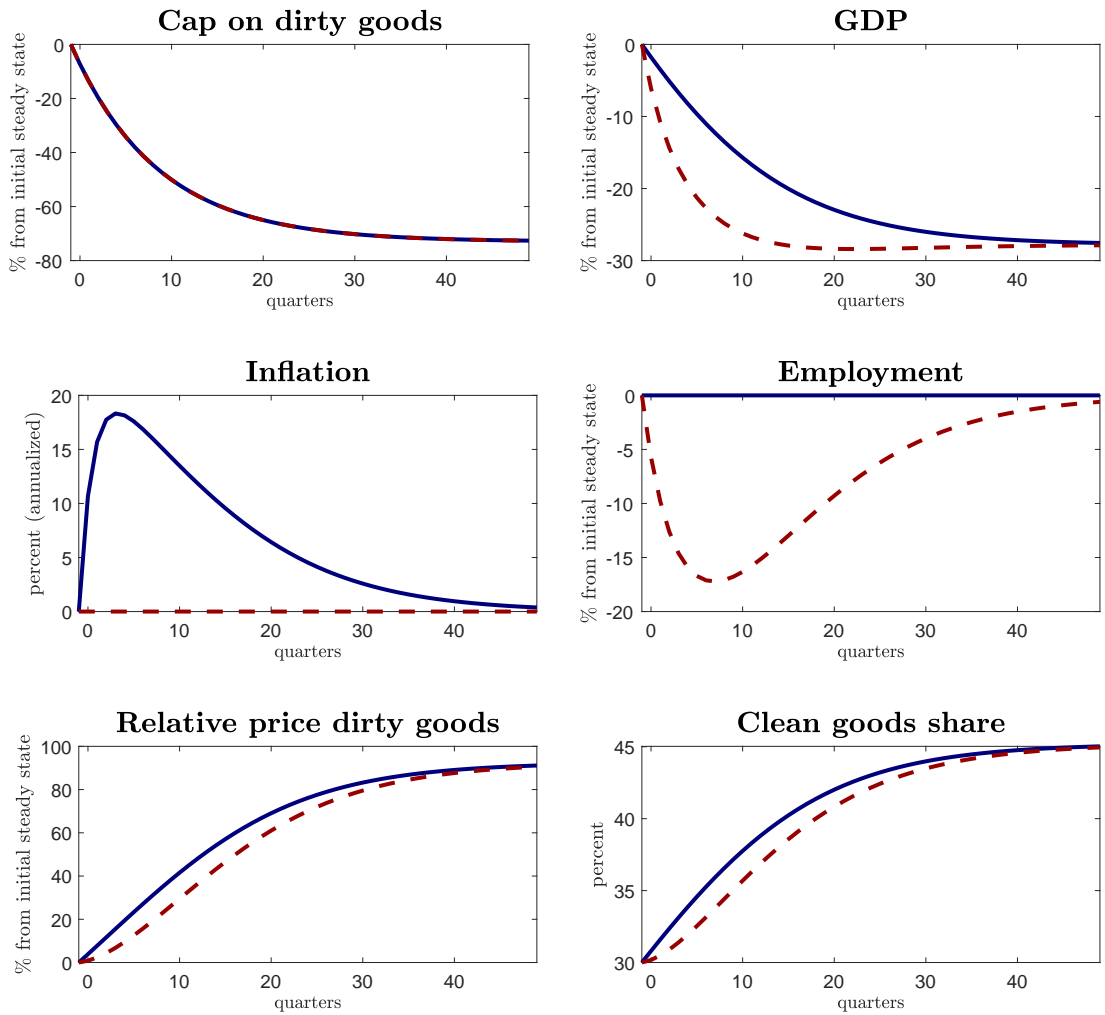 Cap on dirty goods
% from initial steady state
0
-20
-40
-60
-80
0 10 20 30 40
quarters
GDP
% from initial steady state
0
-10
-20
-30
0 10 20 30 40
quarters
Inflation
percent (annualized)
20
15
10
5
0
0 10 20 30 40
quarters
Employment
% from initial steady state
0
-5
-10
-15
-20
0 10 20 30 40
quarters
Relative price dirty goods
% from initial steady state
100
80
60
40
20
0
0 10 20 30 40
quarters
Clean goods share
percent
45
40
35
30
0 10 20 30 40
quarters